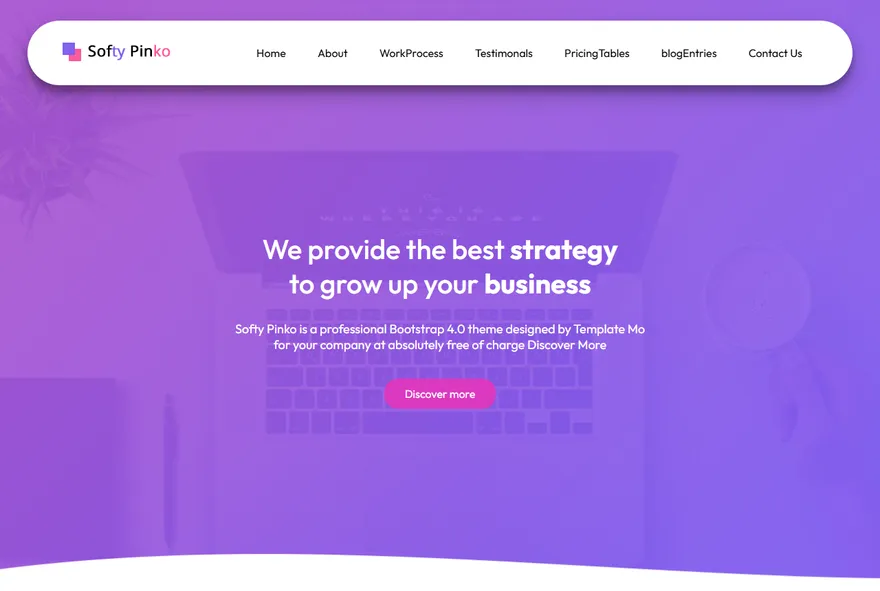 Softy Pinko
Home About WorkProcess Testimonals PricingTables blogEntries Contact Us
We provide the best strategy
to grow up your business
Softy Pinko is a professional Bootstrap 4.0 theme designed by Template Mo
for your company at absolutely free of charge Discover More
Discover more